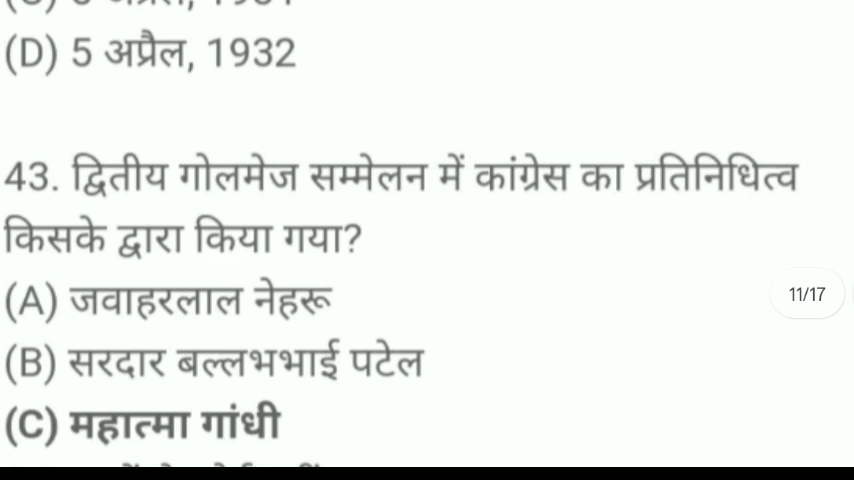 (D) 5 अप्रैल, 1932
43. द्वितीय गोलमेज सम्मेलन में कांग्रेस का प्रतिनिधित्व
किसके द्वारा किया गया?
(A) जवाहरलाल नेहरू
11/17
(B) सरदार बल्लभभाई पटेल
(C) महात्मा गांधी